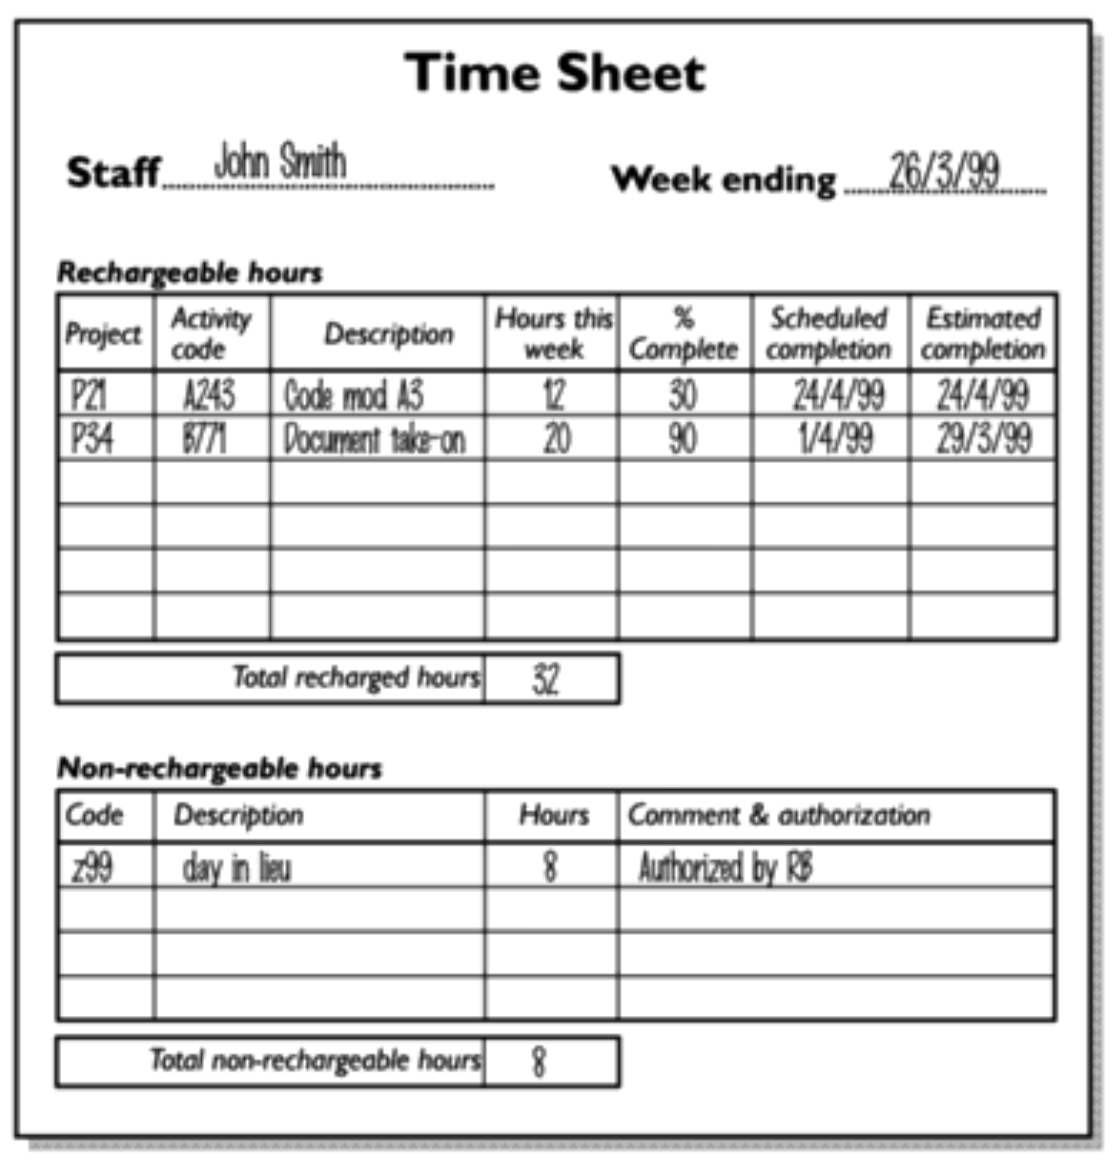 Time Sheet
Staff John Smith Week ending 26/3/99
Rechargeable hours
Project Activity code Description Hours this week % Complete Scheduled completion Estimated completion
P21 A243 Code mod A3 12 30 24/4/99 24/4/99
P34 B771 Document take-on 20 90 1/4/99 29/3/99
Total recharged hours 32
Non-rechargeable hours
Code Description Hours Comment & authorization
z99 day in lieu 8 Authorized by RB
Total non-rechargeable hours 8